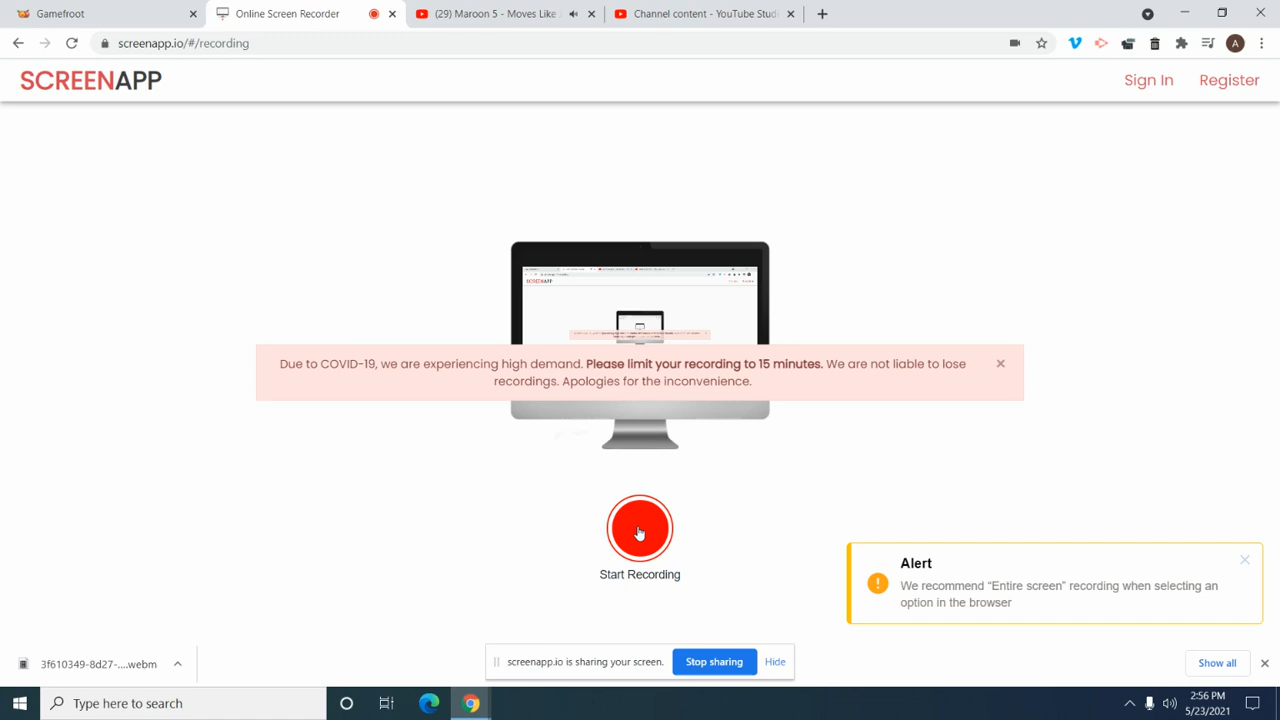 Gamefroot
Online Screen Recorder
(29) Maroon 5 - Moves Like
Channel content - YouTube Studi
screenapp.io/#/recording
A
SCREENAPP
Sign In
Register
Due to COVID-19, we are experiencing high demand. Please limit your recording to 15 minutes. We are not liable to lose
recordings. Apologies for the inconvenience.
Start Recording
Alert
We recommend “Entire screen” recording when selecting an
option in the browser
3f610349-8d27-....webm
screenapp.io is sharing your screen.
Stop sharing
Hide
Show all
Type here to search
2:56 PM
5/23/2021